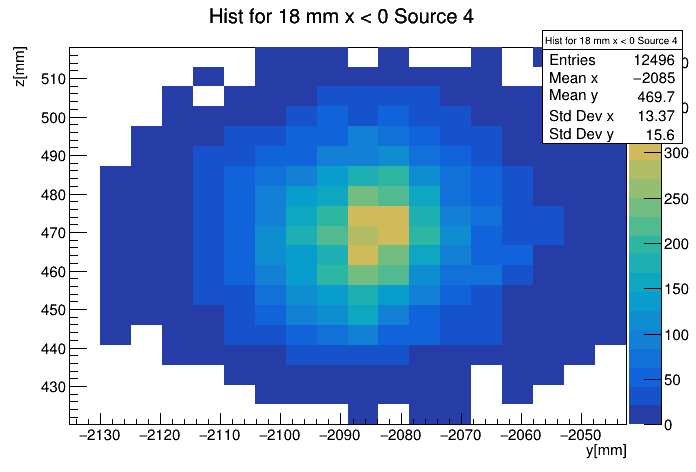 Hist for 18 mm x < 0 Source 4
z[mm]
Hist for 18 mm x < 0 Source 4
Entries 12496
Mean x −2085
Mean y 469.7
Std Dev x 13.37
Std Dev y 15.6
510
500
490
480
470
460
450
440
430
0
0
300
250
200
150
100
50
0
−2130 −2120 −2110 −2100 −2090 −2080 −2070 −2060 −2050
y[mm]